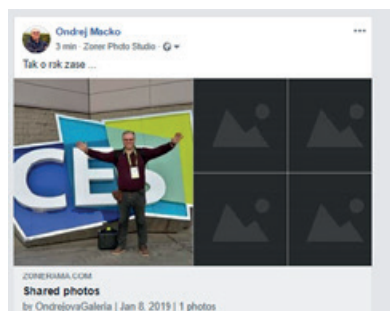 Ondrej Macko
3 min · Zoner Photo Studio ·
Tak o rok zase ...
CES
ZONERAMA.COM
Shared photos
by OndrejovaGaleria | Jan 8, 2019 | 1 photos